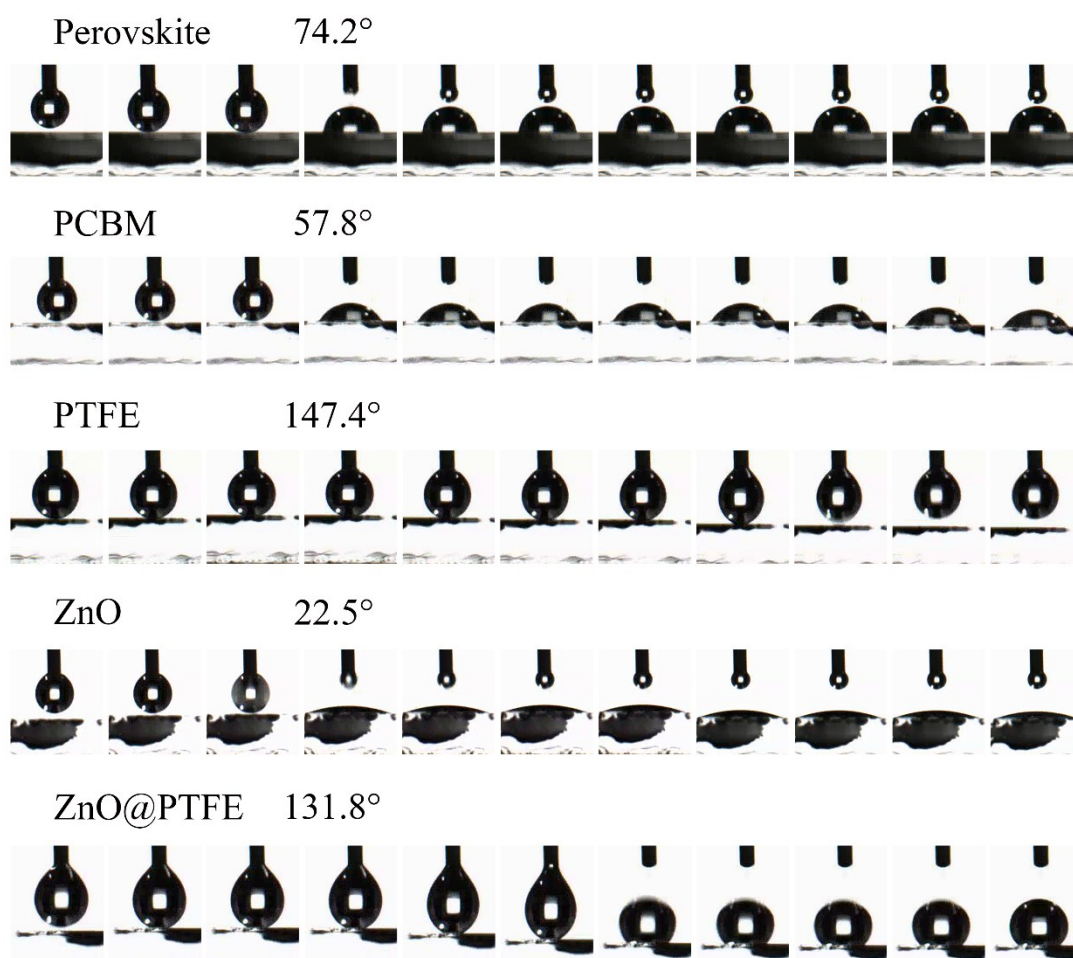 Perovskite 74.2°
PCBM 57.8°
PTFE 147.4°
ZnO 22.5°
ZnO@PTFE 131.8°